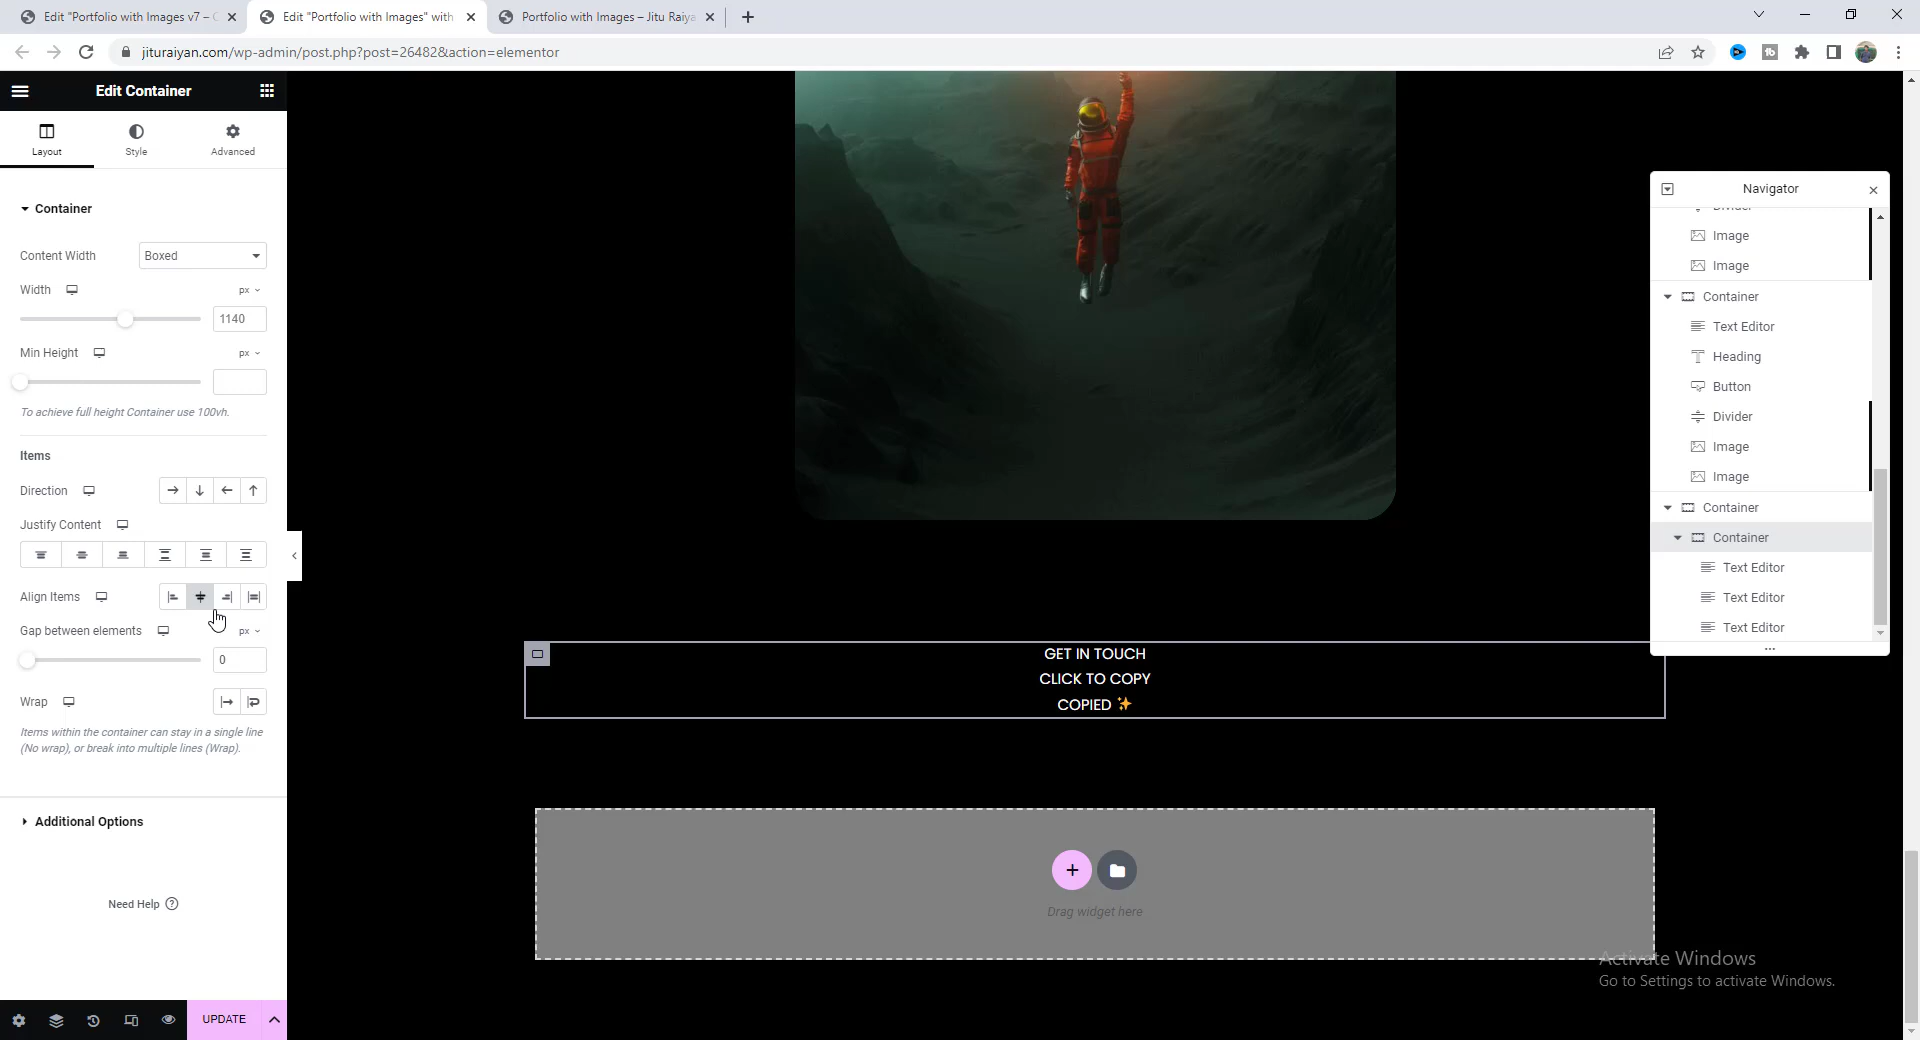 Edit "Portfolio with Images v7 – C
Edit "Portfolio with Images" with
Portfolio with Images – Jitu Raiya
jituraiyan.com/wp-admin/post.php?post=26482&action=elementor
Edit Container
Layout
Style
Advanced
Container
Content Width
Boxed
Width
px
1140
Min Height
px
To achieve full height Container use 100vh.
Items
Direction
Justify Content
Align Items
Gap between elements
px
0
Wrap
Items within the container can stay in a single line
(No wrap), or break into multiple lines (Wrap).
Additional Options
Need Help
UPDATE
GET IN TOUCH
CLICK TO COPY
COPIED ✨
Drag widget here
Navigator
Divider
Image
Image
Container
Text Editor
Heading
Button
Divider
Image
Image
Container
Container
Text Editor
Text Editor
Text Editor
Activate Windows
Go to Settings to activate Windows.